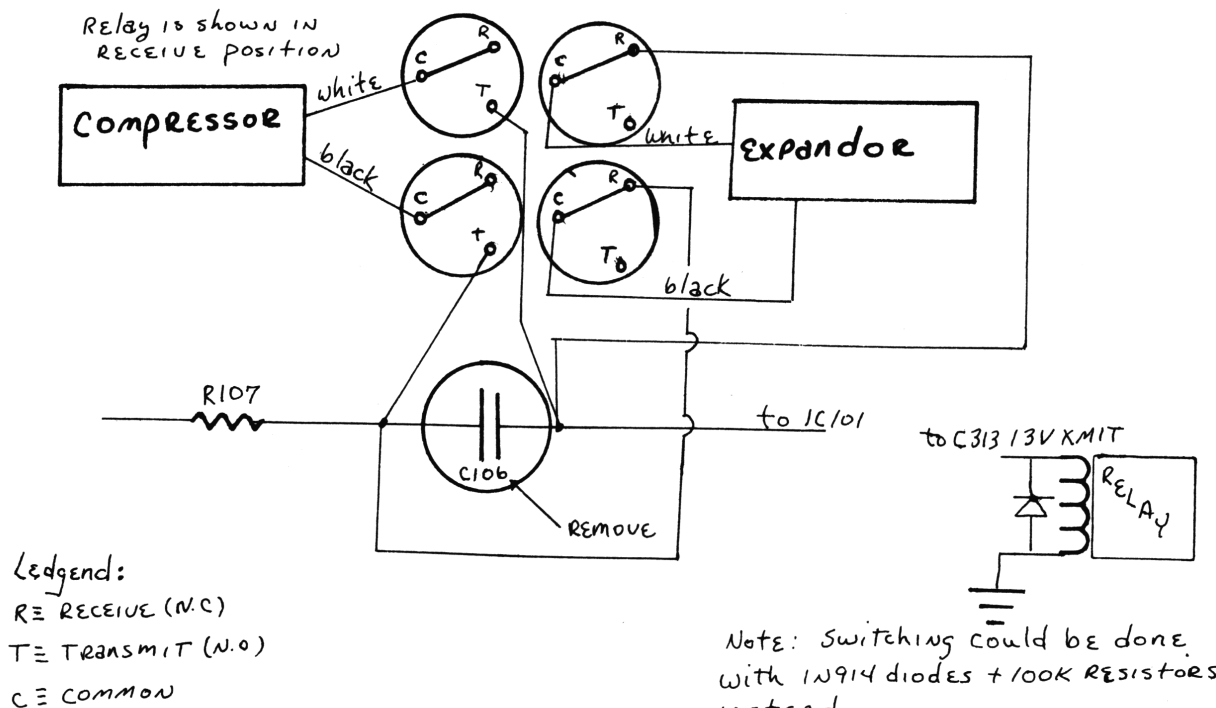 Relay is shown in
RECEIVE position
COMPRESSOR
white
black
C
R
T
C
R
T
C
R
T
C
R
T
white
black
EXPANDOR
R107
C106
REMOVE
to IC101
to C313 13V XMIT
RELAY
Ledgend:
R≡ RECEIVE (N.C)
T≡ TRANSMIT (N.O)
C≡ COMMON
Note: Switching could be done
with 1N914 diodes + 100K RESISTORS